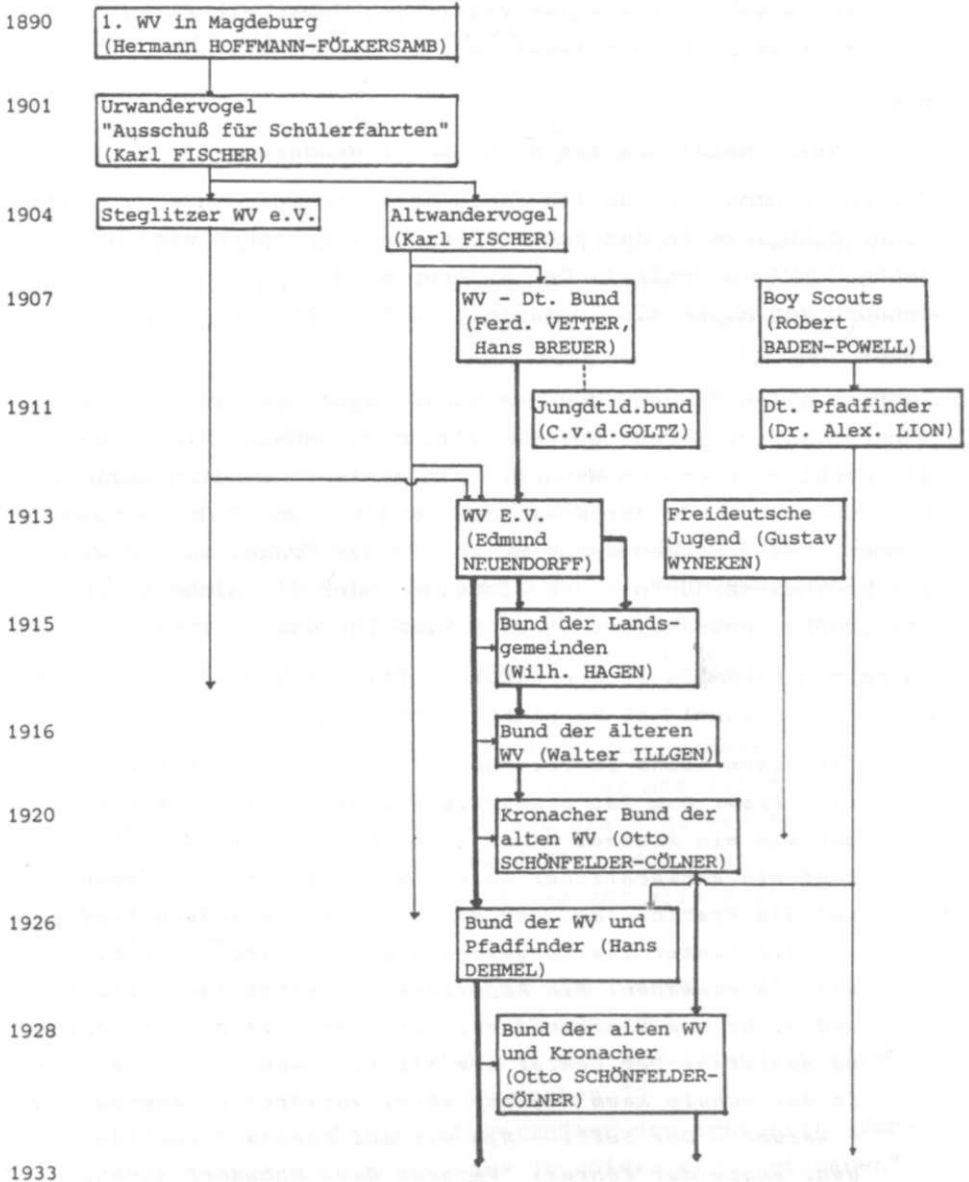 1890
1. WV in Magdeburg
(Hermann HOFFMANN-FÖLKERSAMB)
1901
Urwandervogel
"Ausschuß für Schülerfahrten"
(Karl FISCHER)
1904
Steglitzer WV e.V.
Altwandervogel
(Karl FISCHER)
1907
WV - Dt. Bund
(Ferd. VETTER,
Hans BREUER)
Boy Scouts
(Robert
BADEN-POWELL)
1911
Jungdtld.bund
(C.v.d.GOLTZ)
Dt. Pfadfinder
(Dr. Alex. LION)
1913
WV E.V.
(Edmund
NEUENDORFF)
Freideutsche
Jugend (Gustav
WYNEKEN)
1915
Bund der Lands-
gemeinden
(Wilh. HAGEN)
1916
Bund der älteren
WV (Walter ILLGEN)
1920
Kronacher Bund der
alten WV (Otto
SCHÖNFELDER-CÖLNER)
1926
Bund der WV und
Pfadfinder (Hans
DEHMEL)
1928
Bund der alten WV
und Kronacher
(Otto SCHÖNFELDER-
CÖLNER)
1933